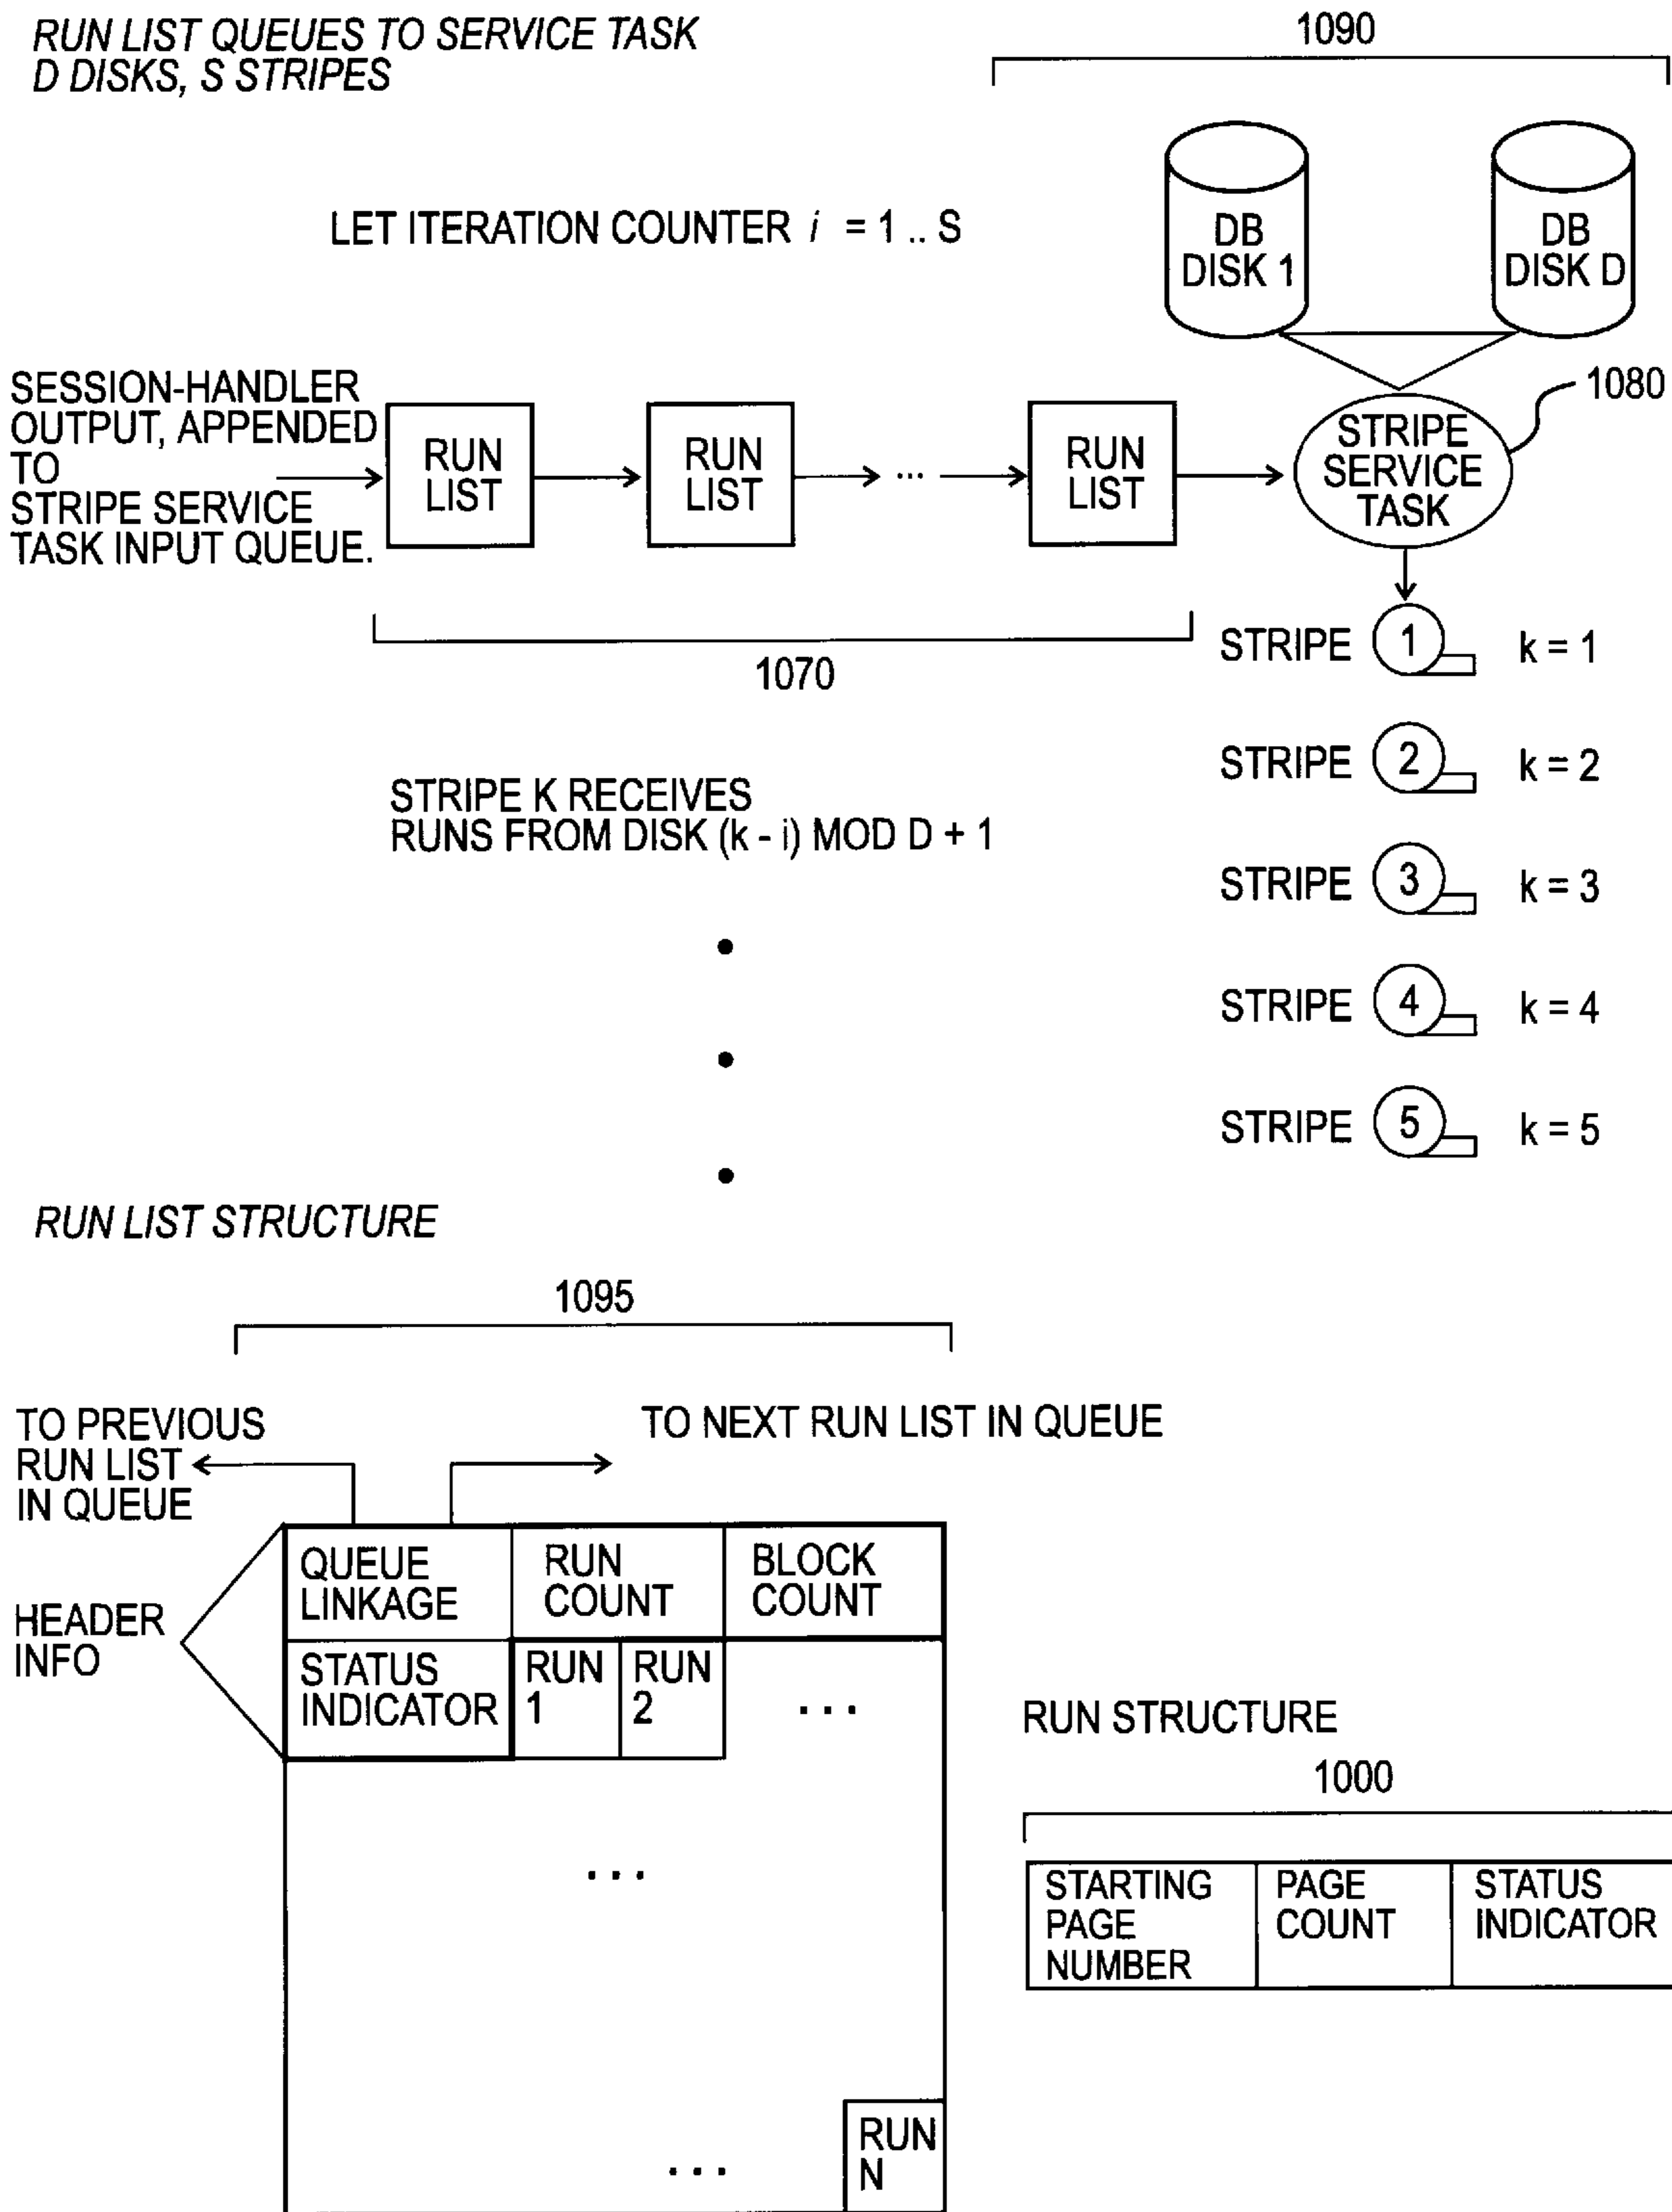 RUN LIST QUEUES TO SERVICE TASK
D DISKS, S STRIPES
1090
LET ITERATION COUNTER i = 1 .. S
DB
DISK 1
DB
DISK D
SESSION-HANDLER
OUTPUT, APPENDED
TO
STRIPE SERVICE
TASK INPUT QUEUE.
RUN
LIST
RUN
LIST
...
RUN
LIST
STRIPE
SERVICE
TASK
1080
1070
STRIPE 1 k = 1
STRIPE 2 k = 2
STRIPE 3 k = 3
STRIPE 4 k = 4
STRIPE 5 k = 5
STRIPE K RECEIVES
RUNS FROM DISK (k - i) MOD D + 1
RUN LIST STRUCTURE
1095
TO PREVIOUS
RUN LIST
IN QUEUE
TO NEXT RUN LIST IN QUEUE
HEADER
INFO
QUEUE
LINKAGE
RUN
COUNT
BLOCK
COUNT
STATUS
INDICATOR
RUN
1
RUN
2
...
...
...
RUN
N
RUN STRUCTURE
1000
STARTING
PAGE
NUMBER
PAGE
COUNT
STATUS
INDICATOR